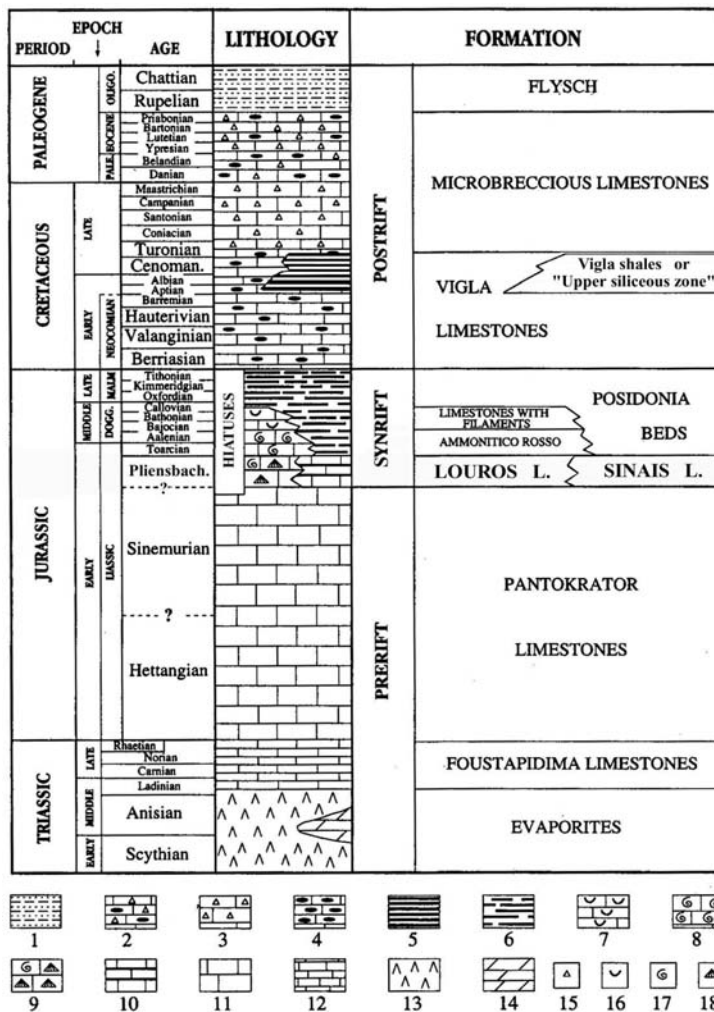 EPOCH
PERIOD AGE LITHOLOGY FORMATION
PALEOGENE
OLIGO.
Chattian
Rupelian
FLYSCH
EOCENE
Priabonian
Bartonian
Lutetian
Ypresian
PALE.
Belandian
Danian
MICROBRECCIOUS LIMESTONES
CRETACEOUS
LATE
Maastrichian
Campanian
Santonian
Coniacian
Turonian
Cenoman.
POSTRIFT
EARLY
Albian
Aptian
NEOCOMIAN
Barremian
Hauterivian
Valanginian
Berriasian
VIGLA
LIMESTONES
Vigla shales or
"Upper siliceous zone"
JURASSIC
LATE
MALM
Tithonian
Kimmeridgian
Oxfordian
MIDDLE
DOGG.
Callovian
Bathonian
Bajocian
Aalenian
Toarcian
Pliensbach.
?
HIATUSES
SYNRIFT
POSIDONIA
BEDS
LIMESTONES WITH
FILAMENTS
AMMONITICO ROSSO
LOUROS L. SINAIS L.
EARLY
LIASSIC
Sinemurian
?
Hettangian
PRERIFT
PANTOKRATOR
LIMESTONES
TRIASSIC
LATE
Rhaetian
Norian
Carnian
FOUSTAPIDIMA LIMESTONES
MIDDLE
Ladinian
Anisian
EARLY
Scythian
EVAPORITES
1 2 3 4 5 6 7 8
9 10 11 12 13 14 15 16 17 18